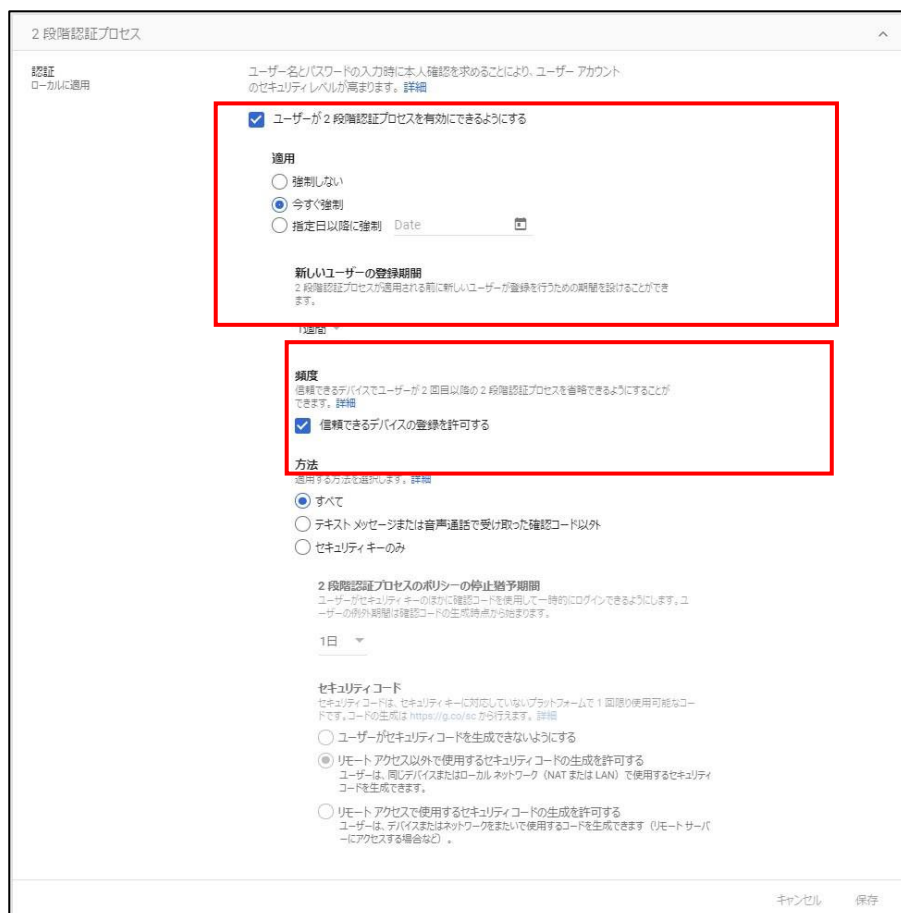 2 段階認証プロセス
認証
ローカルに適用
ユーザー名とパスワードの入力時に本人確認を求めることにより、ユーザー アカウント
のセキュリティ レベルが高まります。詳細
ユーザーが 2 段階認証プロセスを有効にできるようにする
適用
強制しない
今すぐ強制
指定日以降に強制 Date
新しいユーザーの登録期間
2 段階認証プロセスが適用される前に新しいユーザーが登録を行うための期間を設けることができ
ます。
1週間
頻度
信頼できるデバイスでユーザーが 2 回目以降の 2 段階認証プロセスを省略できるようにすることが
できます。詳細
信頼できるデバイスの登録を許可する
方法
適用する方法を選択します。詳細
すべて
テキスト メッセージまたは音声通話で受け取った確認コード以外
セキュリティ キーのみ
2 段階認証プロセスのポリシーの停止猶予期間
ユーザーがセキュリティ キーのほかに確認コードを使用して一時的にログインできるようにします。ユ
ーザーの例外期間は確認コードの生成時点から始まります。
1日
セキュリティ コード
セキュリティ コードは、セキュリティ キーに対応していないプラットフォームで 1 回限り使用可能なコー
ドです。コードの生成は https://g.co/sc から行えます。詳細
ユーザーがセキュリティ コードを生成できないようにする
リモート アクセス以外で使用するセキュリティ コードの生成を許可する
ユーザーは、同じデバイスまたはローカル ネットワーク（NAT または LAN）で使用するセキュリティ
コードを生成できます。
リモート アクセスで使用するセキュリティ コードの生成を許可する
ユーザーは、デバイスまたはネットワークをまたいで使用するコードを生成できます（リモート サーバ
ーにアクセスする場合など）。
キャンセル 保存